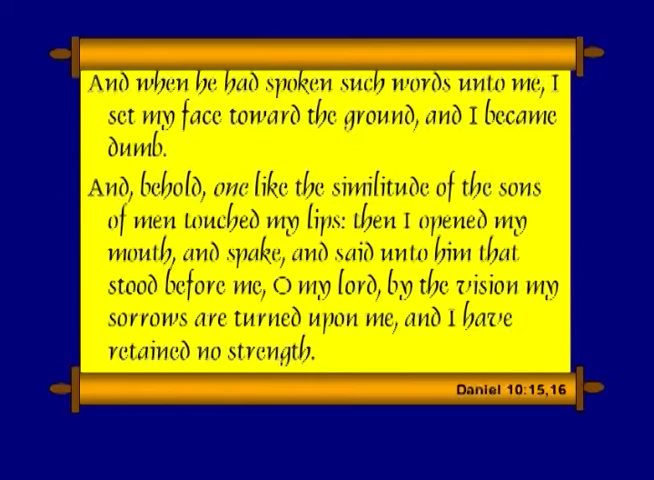 And when he had spoken such words unto me, I
set my face toward the ground, and I became
dumb.
And, behold, one like the similitude of the sons
of men touched my lips: then I opened my
mouth, and spake, and said unto him that
stood before me, O my lord, by the vision my
sorrows are turned upon me, and I have
retained no strength.
Daniel 10:15,16